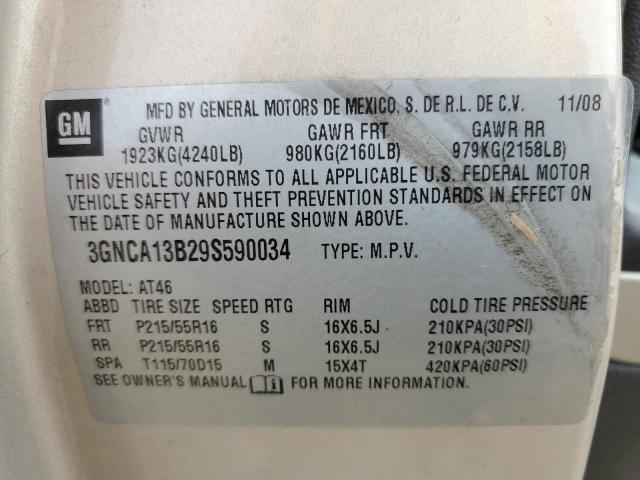 GM ® MFD BY GENERAL MOTORS DE MEXICO, S. DE R.L. DE C.V. 11/08
GVWR GAWR FRT GAWR RR
1923KG(4240LB) 980KG(2160LB) 979KG(2158LB)
THIS VEHICLE CONFORMS TO ALL APPLICABLE U.S. FEDERAL MOTOR
VEHICLE SAFETY AND THEFT PREVENTION STANDARDS IN EFFECT ON
THE DATE OF MANUFACTURE SHOWN ABOVE.
3GNCA13B29S590034 TYPE: M.P.V.
MODEL: AT46
ABBD TIRE SIZE SPEED RTG RIM COLD TIRE PRESSURE
FRT P215/55R16 S 16X6.5J 210KPA(30PSI)
RR P215/55R16 S 16X6.5J 210KPA(30PSI)
SPA T115/70D15 M 15X4T 420KPA(60PSI)
SEE OWNER'S MANUAL FOR MORE INFORMATION.